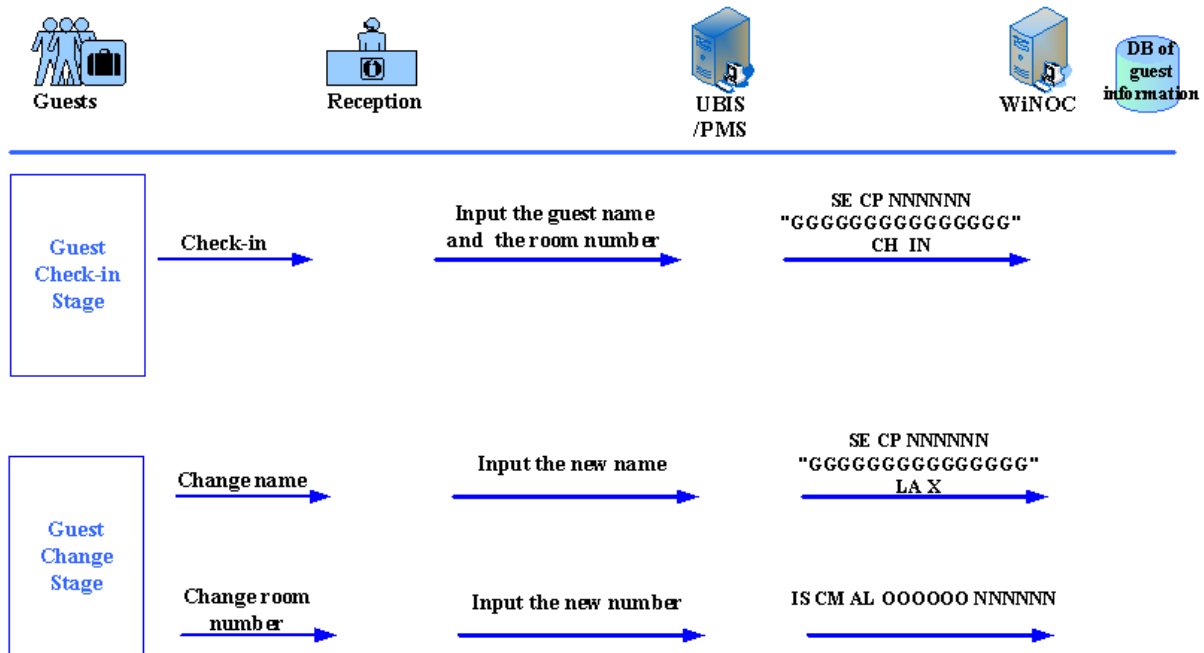 Guests
Reception
UBIS
/PMS
WiNOC
DB of
guest
information
Guest
Check-in
Stage
Check-in
Input the guest name
and the room number
SE CP NNNNNN
"GGGGGGGGGGGGGGG"
CH IN
Guest
Change
Stage
Change name
Input the new name
SE CP NNNNNN
"GGGGGGGGGGGGGGG"
LA X
Change room
number
Input the new number
IS CM AL OOOOOO NNNNNN